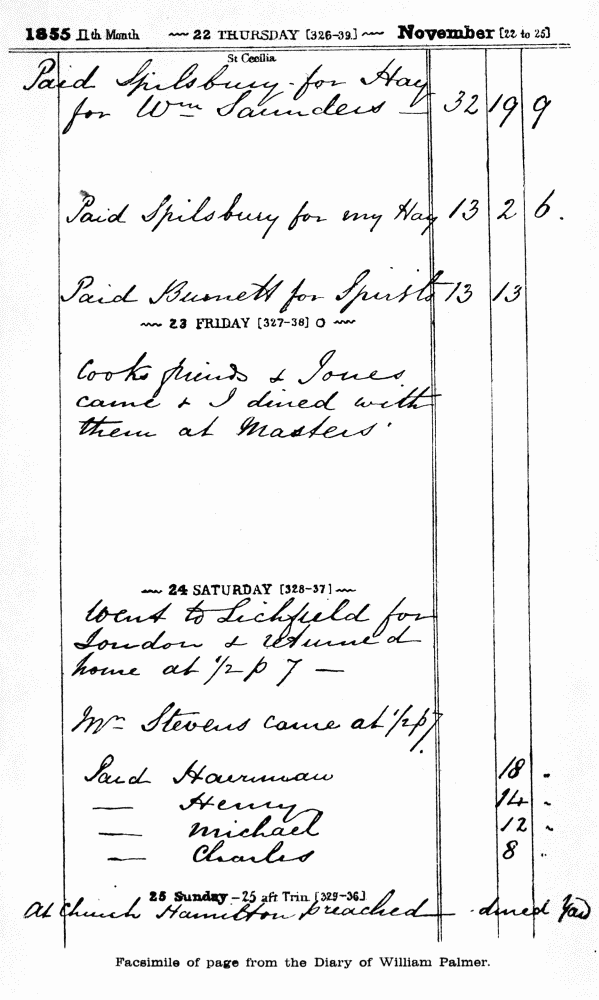 1855 11th Month ~~ 22 THURSDAY [326-39] ~~ November [22 to 25]
St Cecilia
Paid Spilsbury for Hay
for Wm Saunders — 32 19 9
Paid Spilsbury for my Hay 13 2 6.
Paid Burnett for Spirits 13 13
~~ 23 FRIDAY [327-38] O ~~
Cooks friends & Jones
came & I dined with
them at Masters'
~~ 24 SATURDAY [328-37] ~~
Went to Lichfield for
London & returned
home at 1/2 p 7 —
Mr Stevens came at 1/2 p 7.
Paid 18 "
— Henry 14 "
— Michael 12 "
— Charles 8 "
25 Sunday – 25 aft Trin [329-36]
At Church Hamilton preached — dined Yard
Facsimile of page from the Diary of William Palmer.